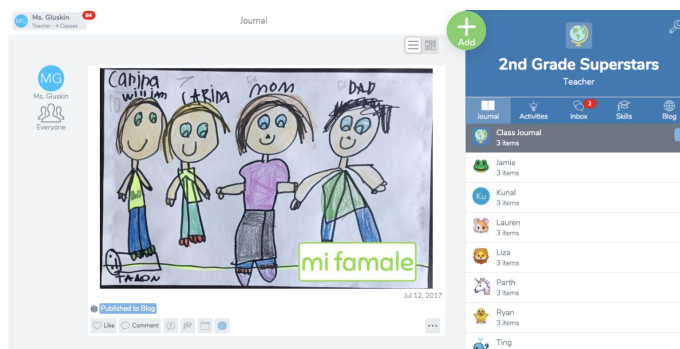 MG
Ms. Gluskin
Teacher - 4 Classes
64
Journal
Add
MG
Ms. Gluskin
Everyone
Carina
William
CARINA
MOM
DAD
TAMON
mi famale
Jul 12, 2017
Published to Blog
Like
Comment
2nd Grade Superstars
Teacher
Journal
Activities
Inbox
2
Skills
Blog
Class Journal
3 items
Jamie
3 items
Ku
Kunal
3 items
Lauren
3 items
Liza
3 items
Parth
3 items
Ryan
3 items
Ting